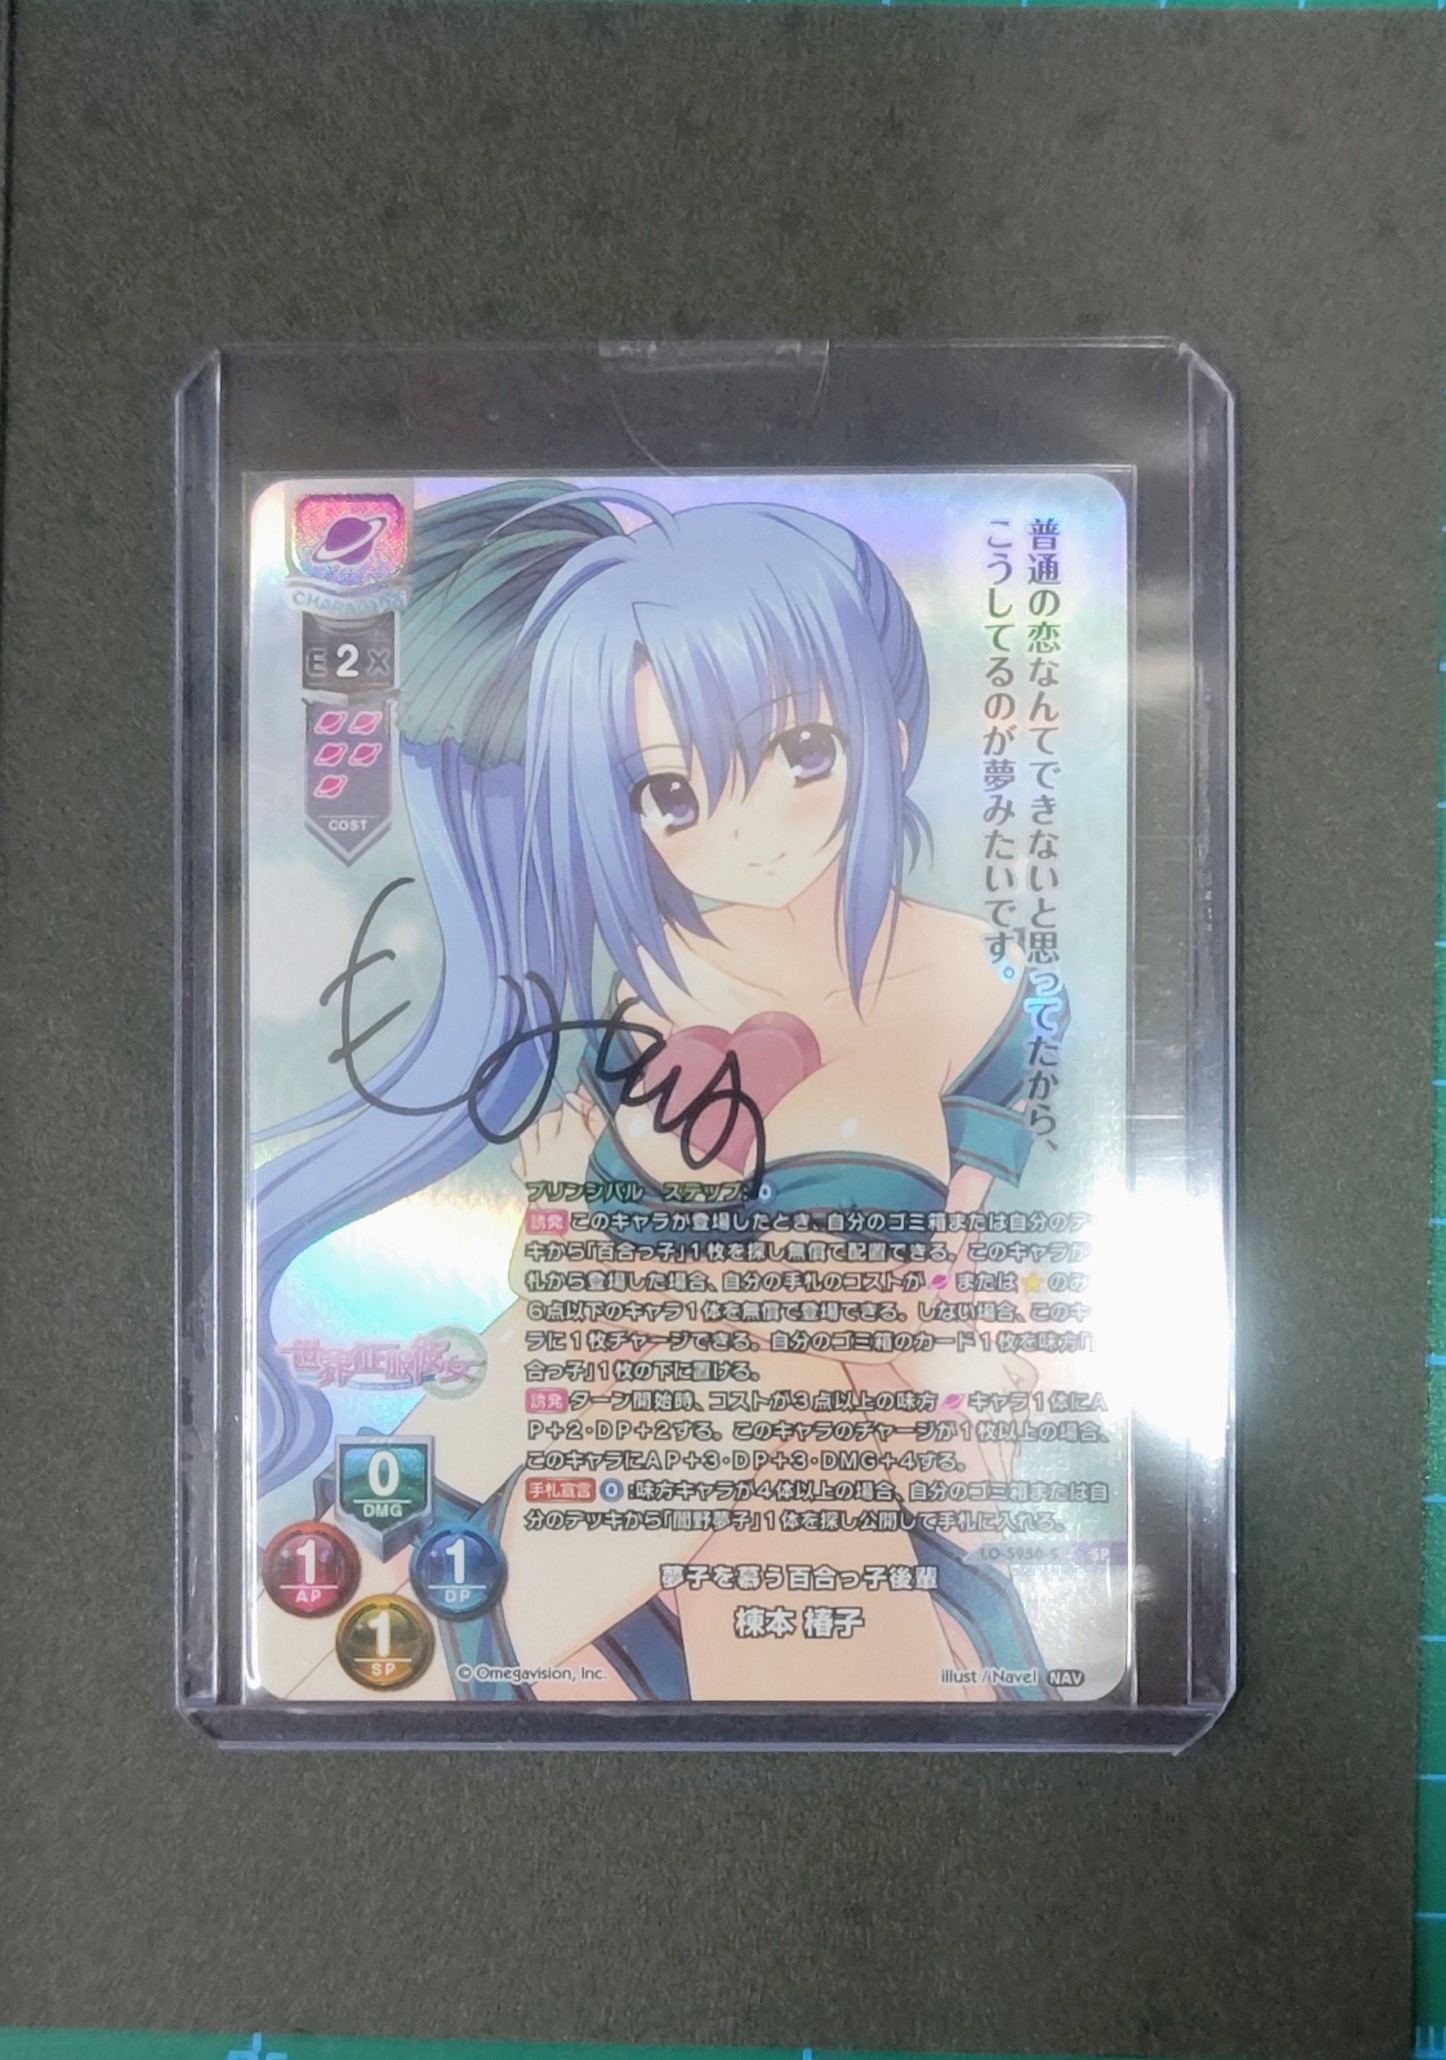 CHARACTER
E 2 X
COST
普通の恋なんてできないと思ってたから、
こうしてるのが夢みたいです。
プリンシパル ステップ:0
誘発 このキャラが登場したとき、自分のゴミ箱または自分のデ
キから「百合っ子」1枚を探し無償で配置できる。このキャラが
札から登場した場合、自分の手札のコストが または のみ
6点以下のキャラ1体を無償で登場できる。しない場合、このキ
ラに1枚チャージできる。自分のゴミ箱のカード1枚を味方「
合っ子」1枚の下に置ける。
誘発 ターン開始時、コストが3点以上の味方 キャラ1体にA
P+2・DP+2する。このキャラのチャージが1枚以上の場合、
このキャラにAP+3・DP+3・DMG+4する。
手札宣言 0:味方キャラが4体以上の場合、自分のゴミ箱または自
分のデッキから「間野夢子」1体を探し公開して手札に入れる。
世界征服彼女
0
DMG
1
AP
1
DP
1
SP
LO-5950-S SP
夢子を慕う百合っ子後輩
棟本 椿子
© Omegavision, Inc.
illust / Navel NAV